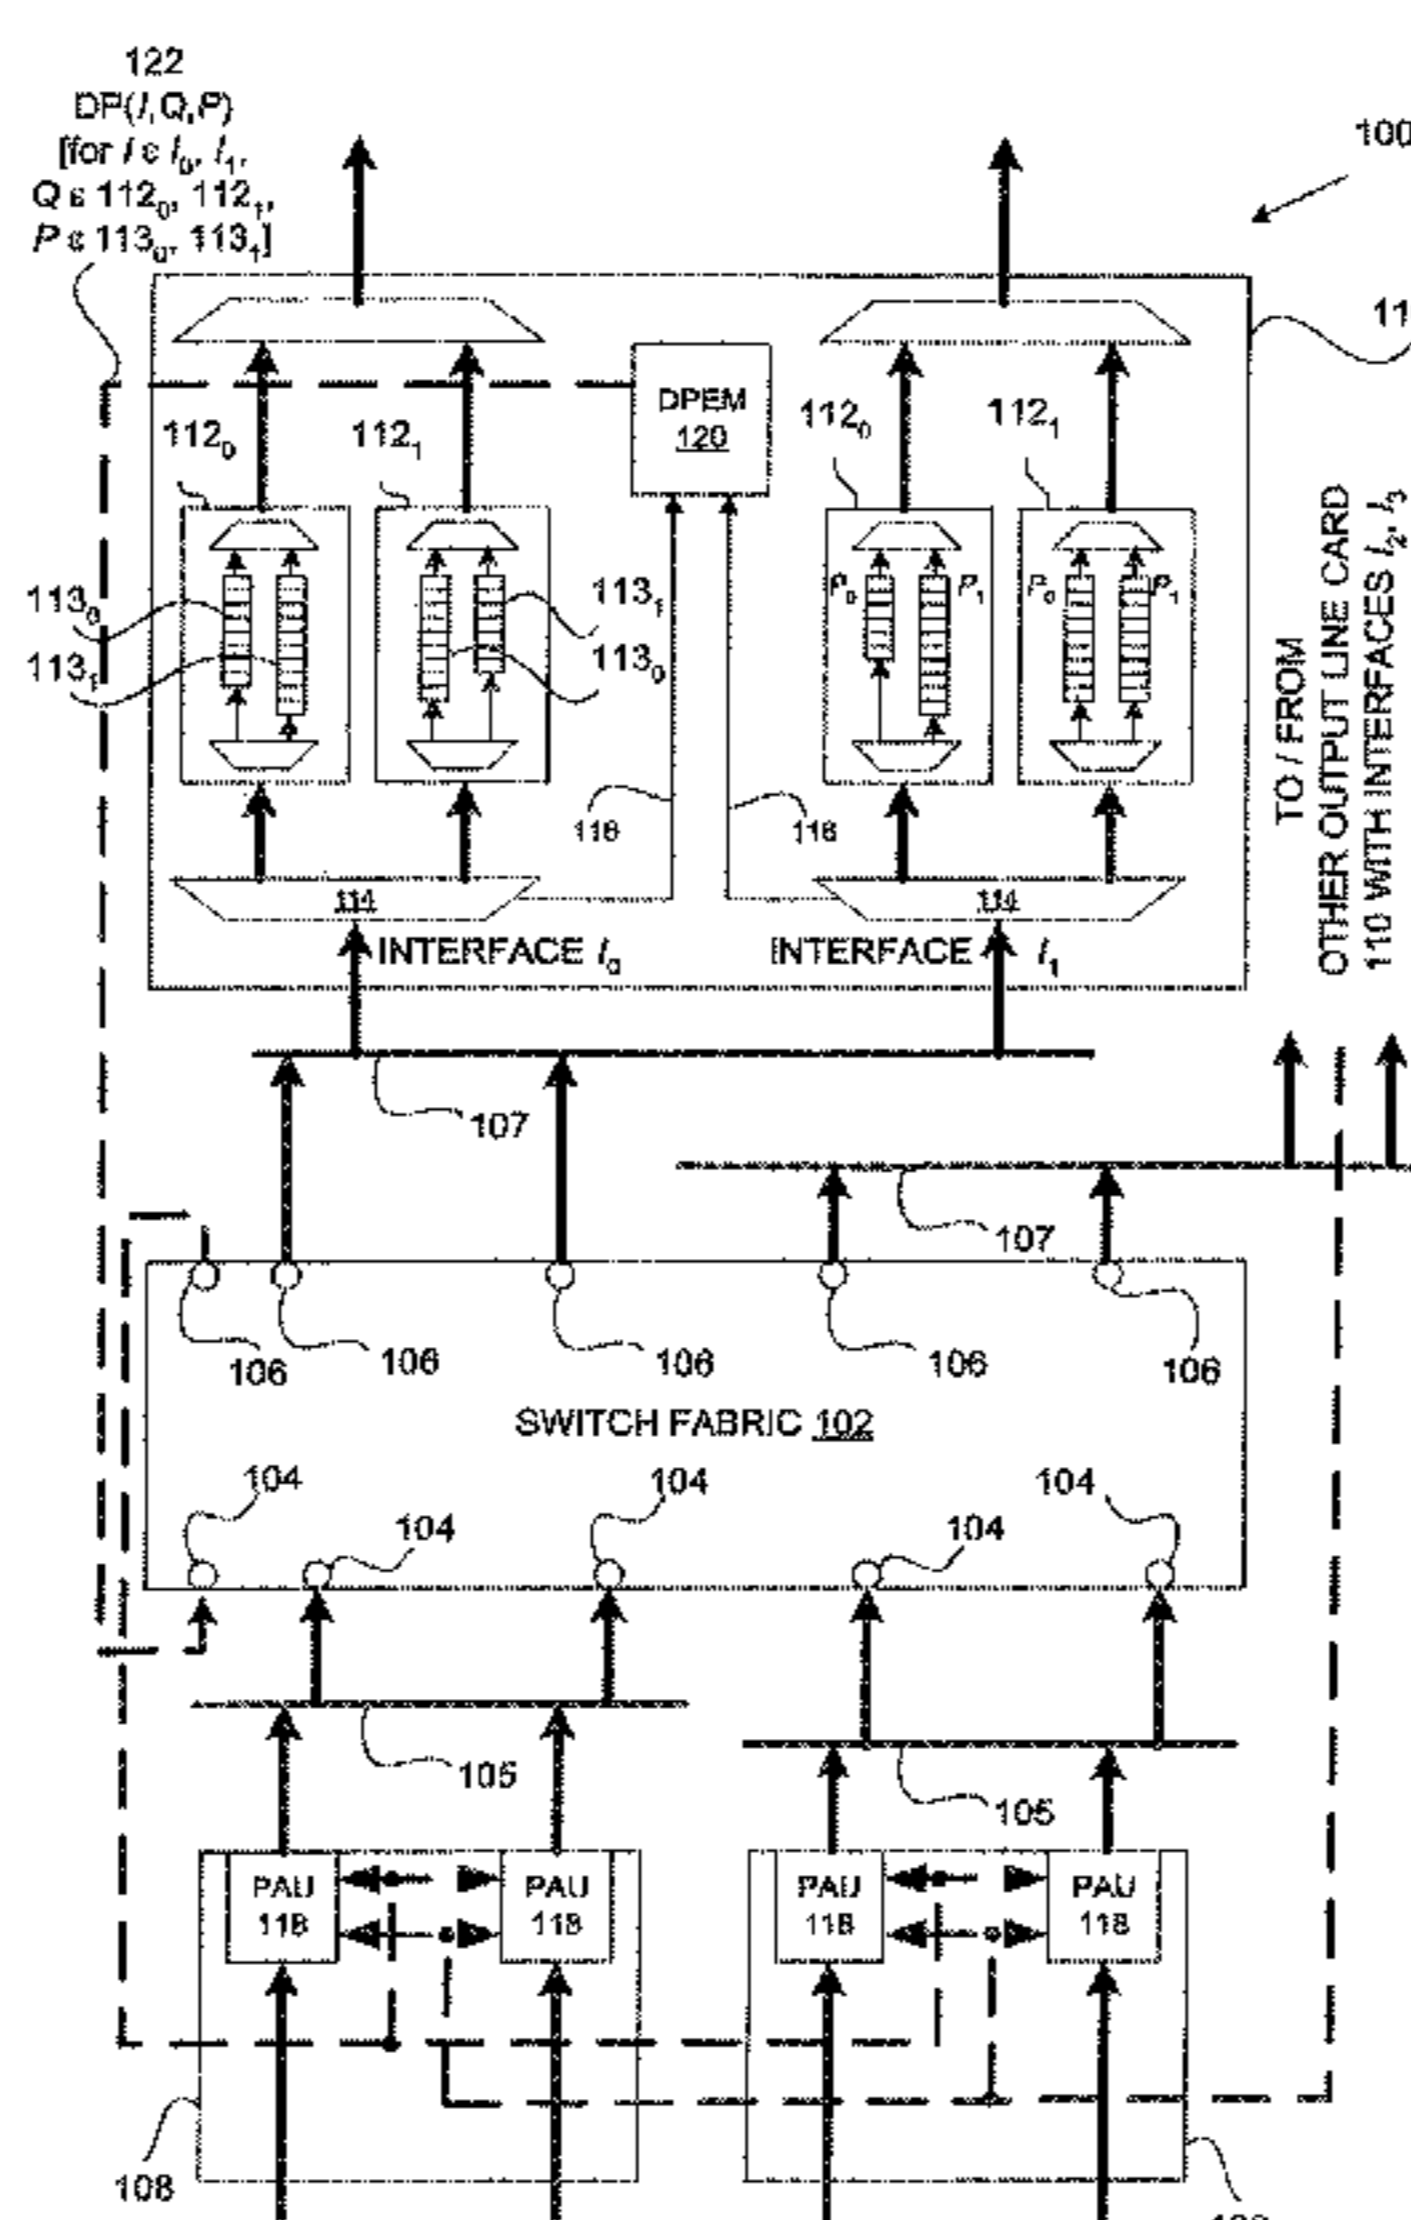 122
DP(I,Q,P)
[for I ε I₀, I₁,
Q ε 112₀, 112₁,
P ε 113₀, 113₁]
100
11
DPEM
120
112₀
112₁
112₀
112₁
113₀
113₁
113₁
113₀
P₀
P₁
P₀
P₁
116
116
114
114
INTERFACE I₀
INTERFACE I₁
TO / FROM
OTHER OUTPUT LINE CARD
110 WITH INTERFACES I₂, I₃
107
107
106
106
106
106
106
SWITCH FABRIC 102
104
104
104
104
104
105
105
PAU
118
PAU
118
PAU
118
PAU
118
108